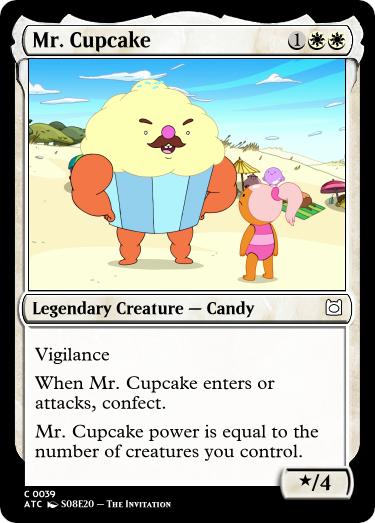 Mr. Cupcake 1
Legendary Creature — Candy
Vigilance
When Mr. Cupcake enters or
attacks, confect.
Mr. Cupcake power is equal to the
number of creatures you control.
★/4
C 0039
ATC S08E20 – The Invitation